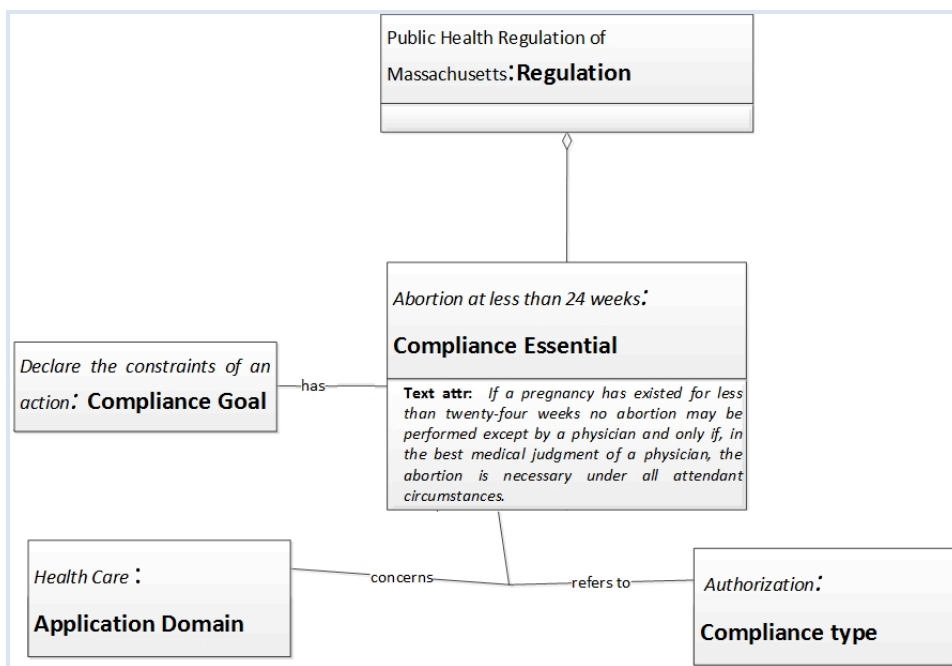 Public Health Regulation of
Massachusetts:Regulation
Abortion at less than 24 weeks:
Compliance Essential
Declare the constraints of an
action: Compliance Goal
has
Text attr: If a pregnancy has existed for less
than twenty-four weeks no abortion may be
performed except by a physician and only if, in
the best medical judgment of a physician, the
abortion is necessary under all attendant
circumstances.
Health Care :
Application Domain
concerns
refers to
Authorization:
Compliance type